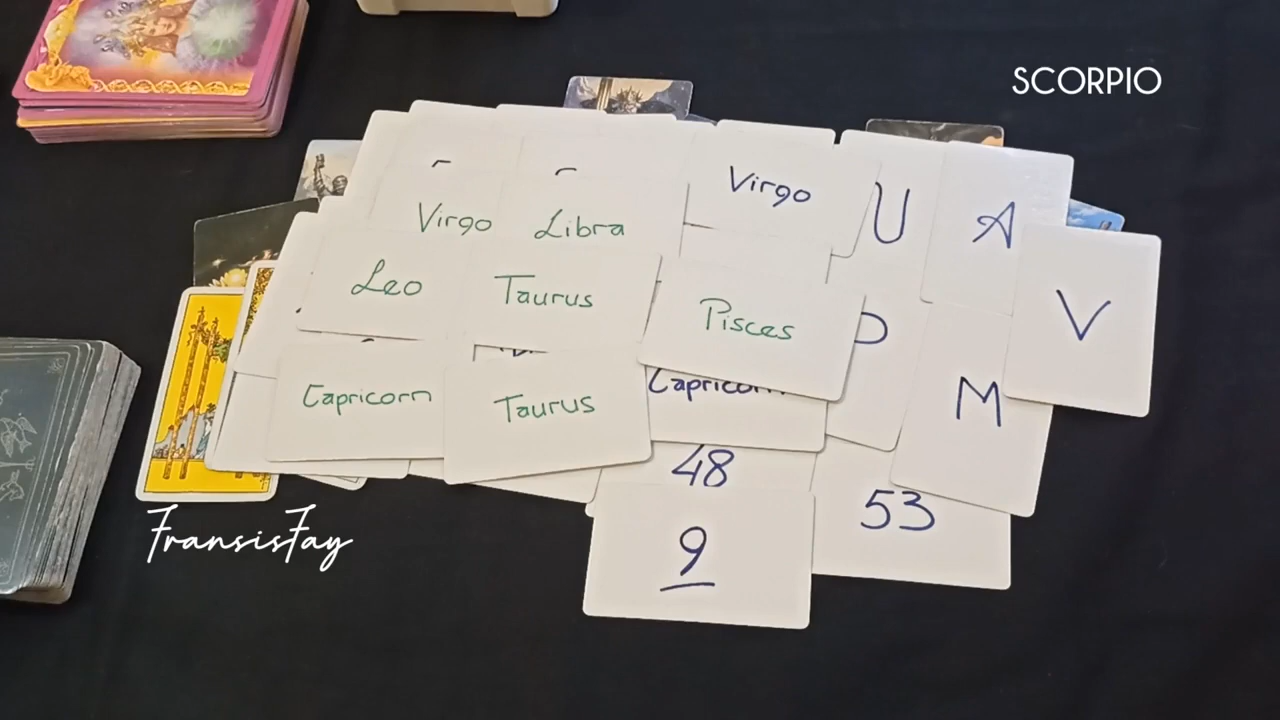 SCORPIO
Virgo
U
A
Virgo
Libra
Leo
Taurus
Pisces
V
Capricorn
Taurus
Capricorn
M
48
53
9
FransisFay